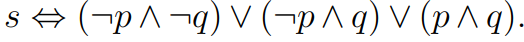 s ⇔ (¬p ∧ ¬q) ∨ (¬p ∧ q) ∨ (p ∧ q).